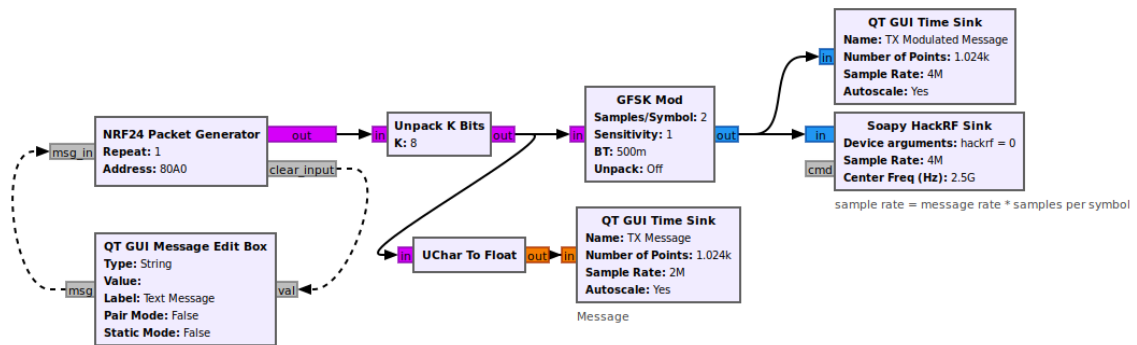 NRF24 Packet Generator
Repeat: 1
Address: 80A0
msg_in
out
clear_input
QT GUI Message Edit Box
Type: String
Value:
Label: Text Message
Pair Mode: False
Static Mode: False
msg
val
Unpack K Bits
K: 8
in
out
UChar To Float
in
out
GFSK Mod
Samples/Symbol: 2
Sensitivity: 1
BT: 500m
Unpack: Off
in
out
QT GUI Time Sink
Name: TX Message
Number of Points: 1.024k
Sample Rate: 2M
Autoscale: Yes
in
Message
QT GUI Time Sink
Name: TX Modulated Message
Number of Points: 1.024k
Sample Rate: 4M
Autoscale: Yes
in
Soapy HackRF Sink
Device arguments: hackrf = 0
Sample Rate: 4M
Center Freq (Hz): 2.5G
in
cmd
sample rate = message rate * samples per symbol